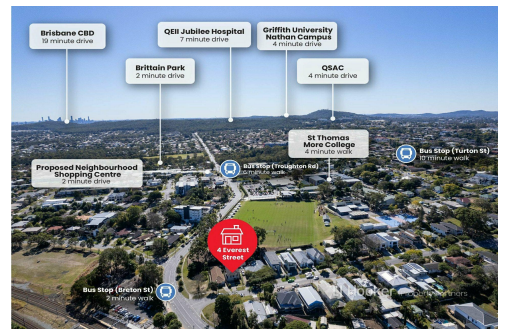 Brisbane CBD
19 minute drive
QEII Jubilee Hospital
7 minute drive
Griffith University
Nathan Campus
4 minute drive
Brittain Park
2 minute drive
QSAC
4 minute drive
St Thomas
More College
4 minute walk
Bus Stop (Turton St)
10 minute walk
Bus Stop (Troughton Rd)
6 minute walk
Proposed Neighbourhood
Shopping Centre
2 minute drive
4 Everest
Street
Bus Stop (Breton St)
2 minute walk